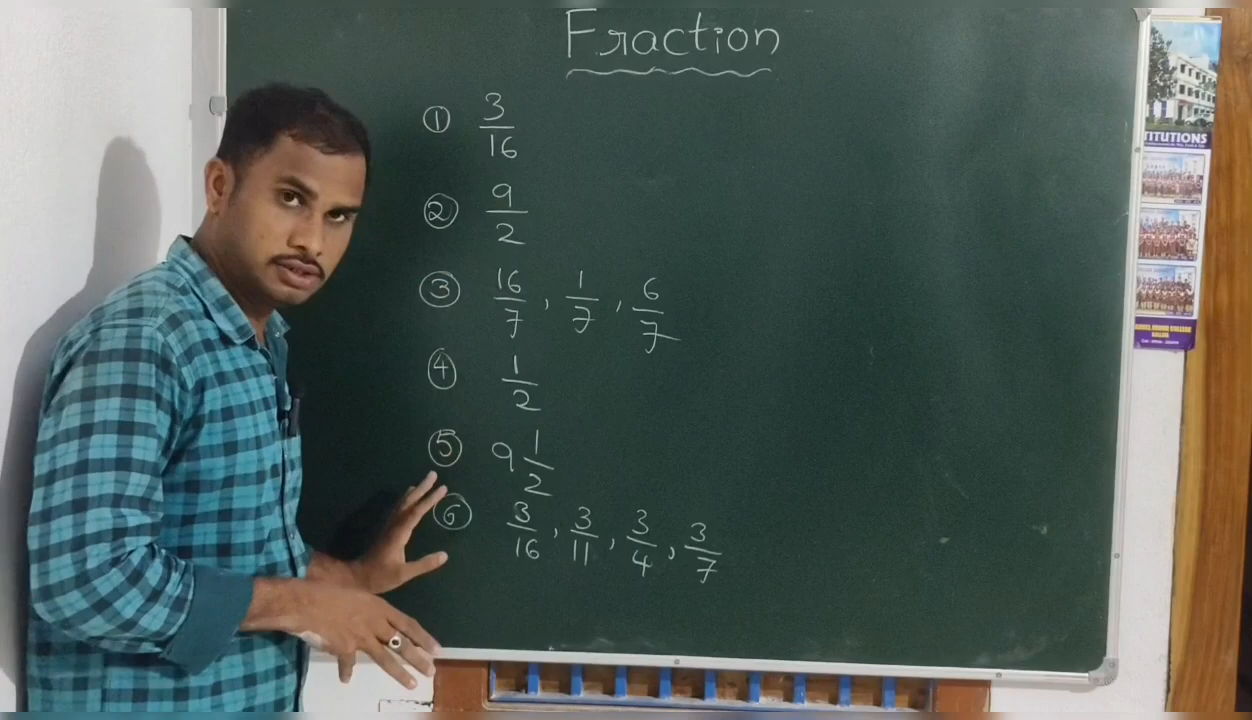 Fraction
① 3/16
② 9/2
③ 16/7, 1/7, 6/7
④ 1/2
⑤ 9 1/2
⑥ 3/16, 3/11, 3/4, 3/7
TITUTIONS